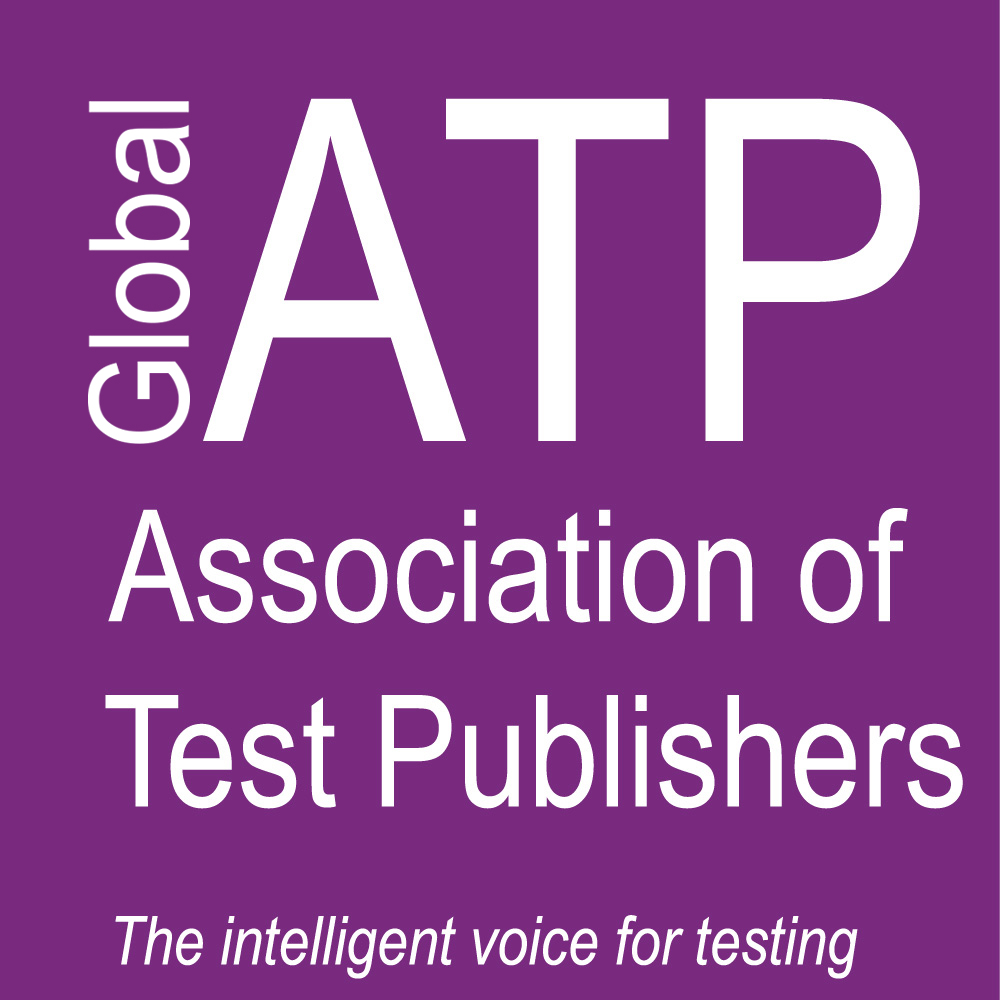 Global
ATP
Association of
Test Publishers
The intelligent voice for testing